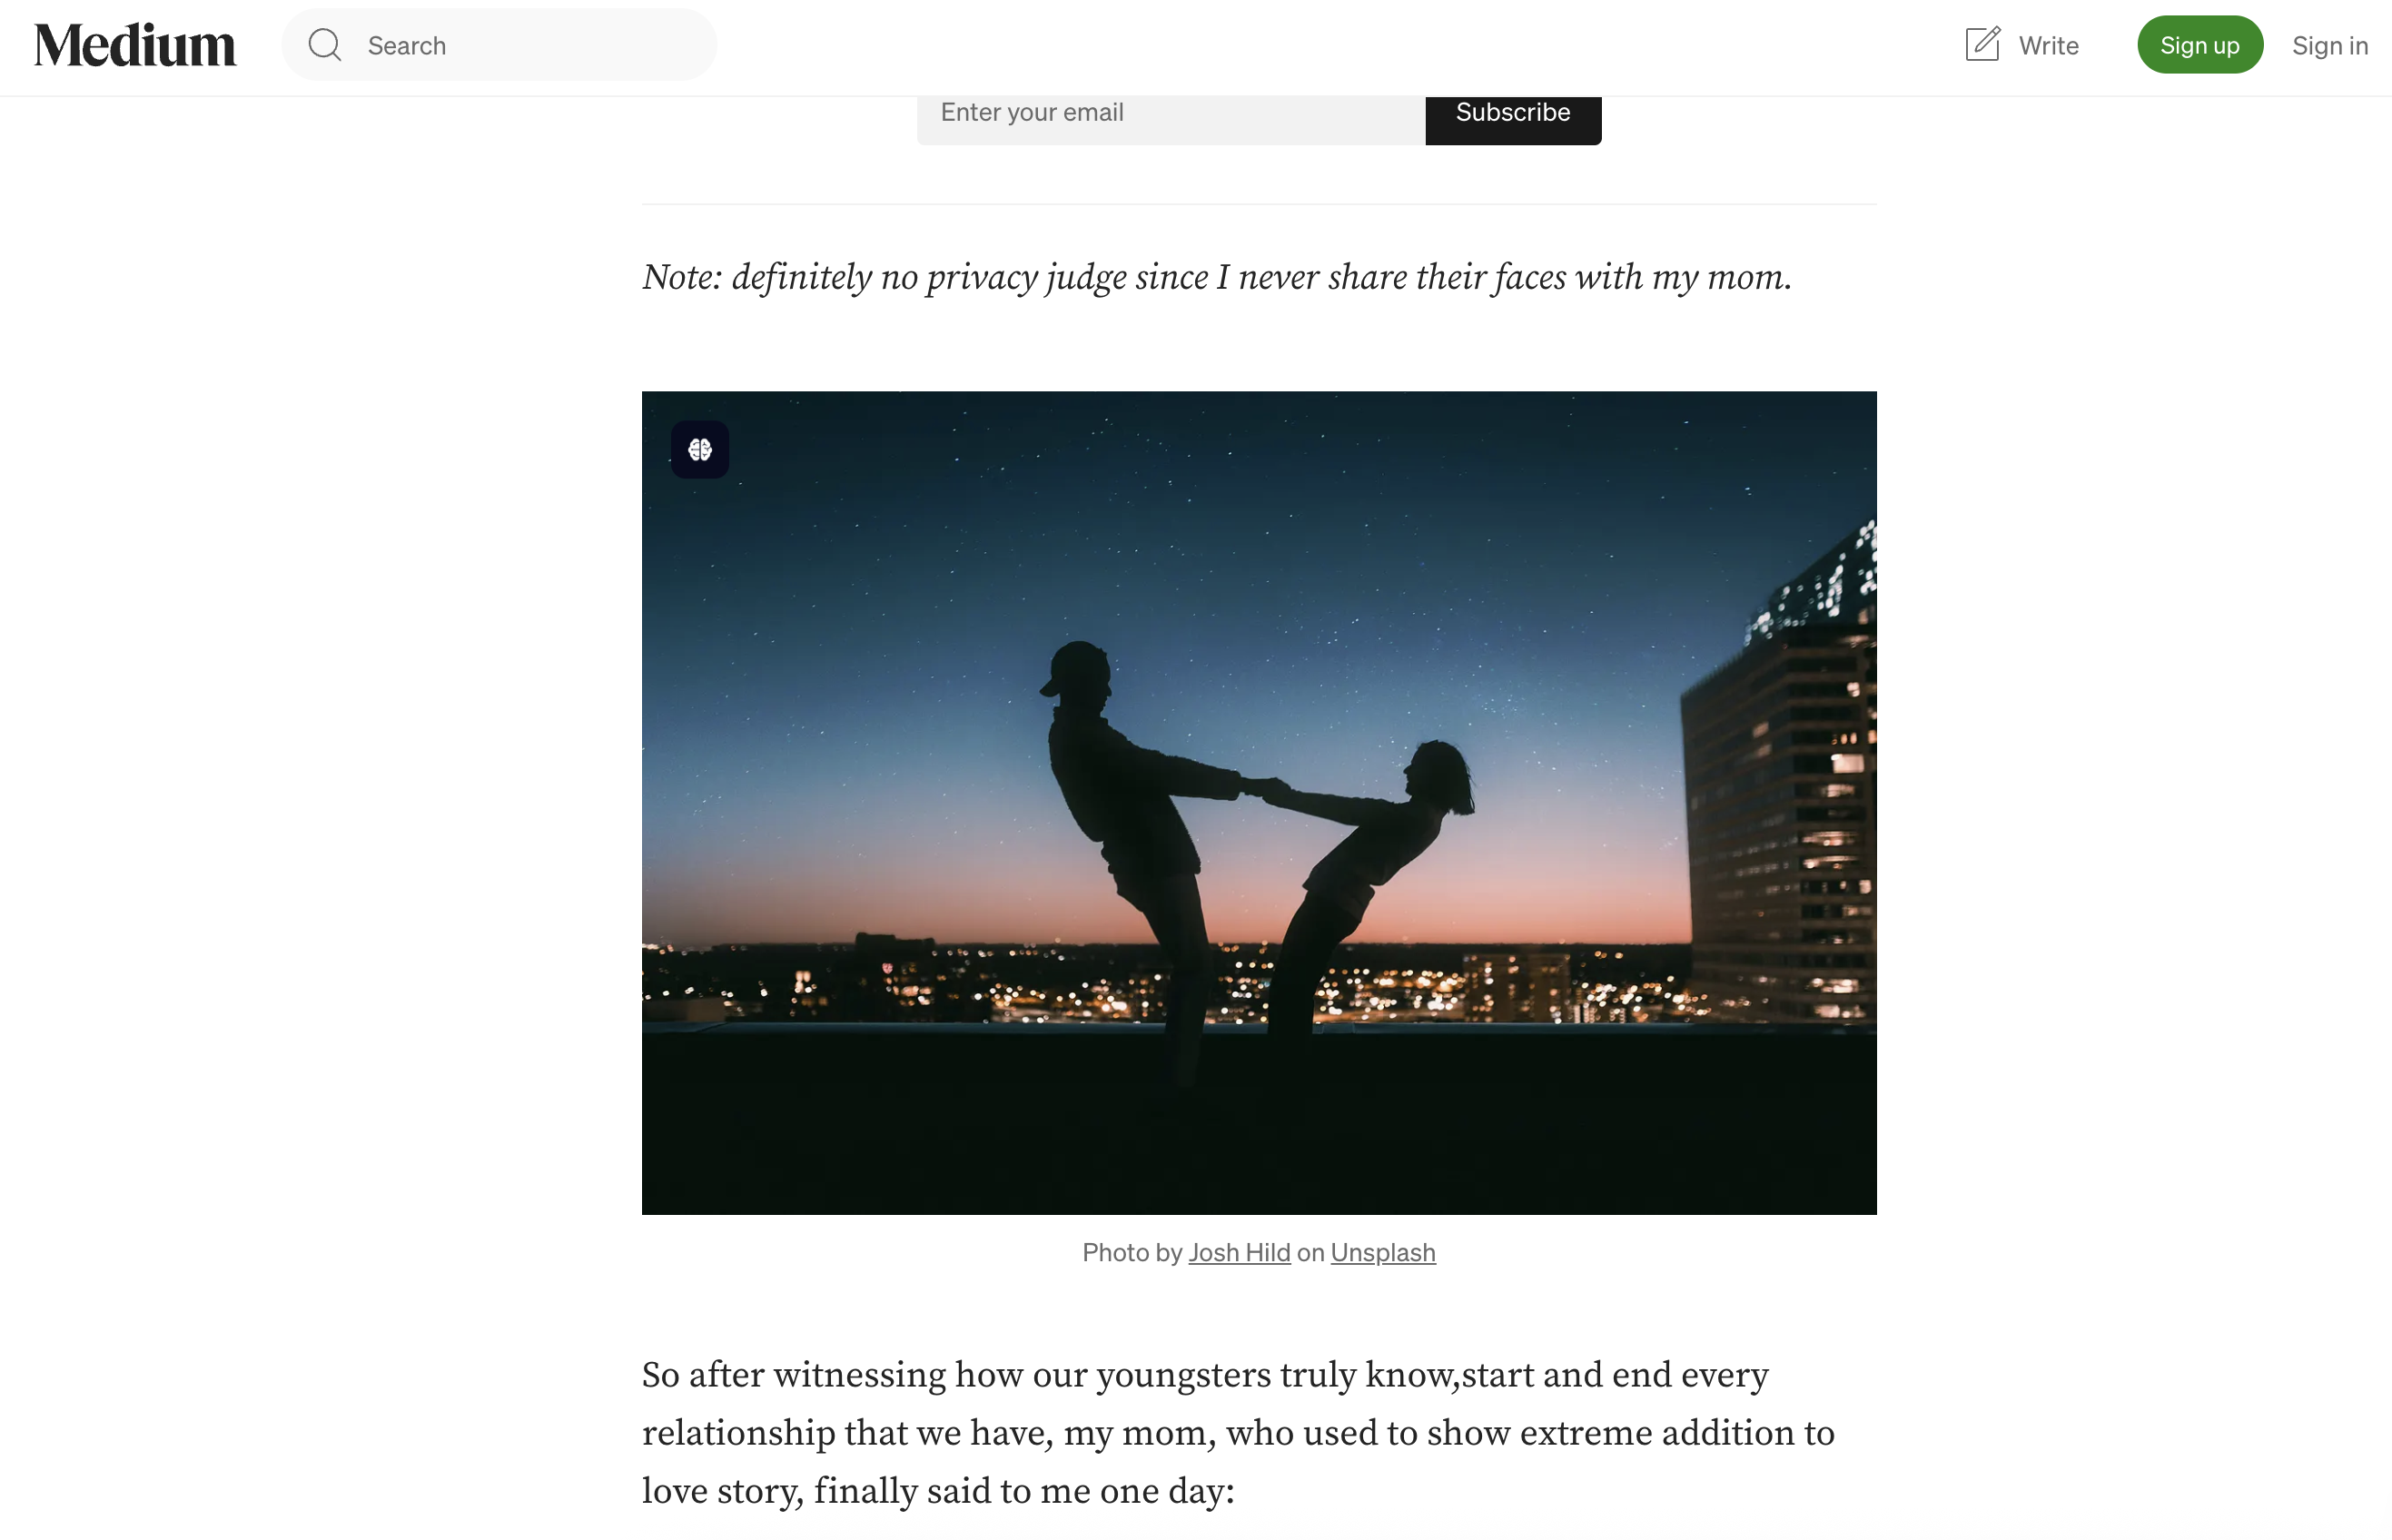 Medium
Search
Write
Sign up
Sign in
Enter your email
Subscribe
Note: definitely no privacy judge since I never share their faces with my mom.
Photo by Josh Hild on Unsplash
So after witnessing how our youngsters truly know,start and end every
relationship that we have, my mom, who used to show extreme addition to
love story, finally said to me one day: